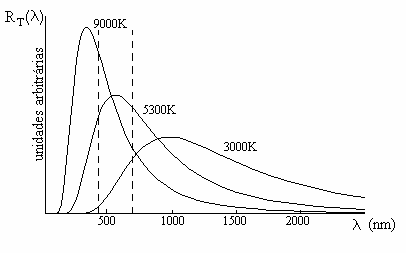 R_T(λ)
9000K
unidades arbitrárias
5300K
3000K
500
1000
1500
2000
λ (nm)